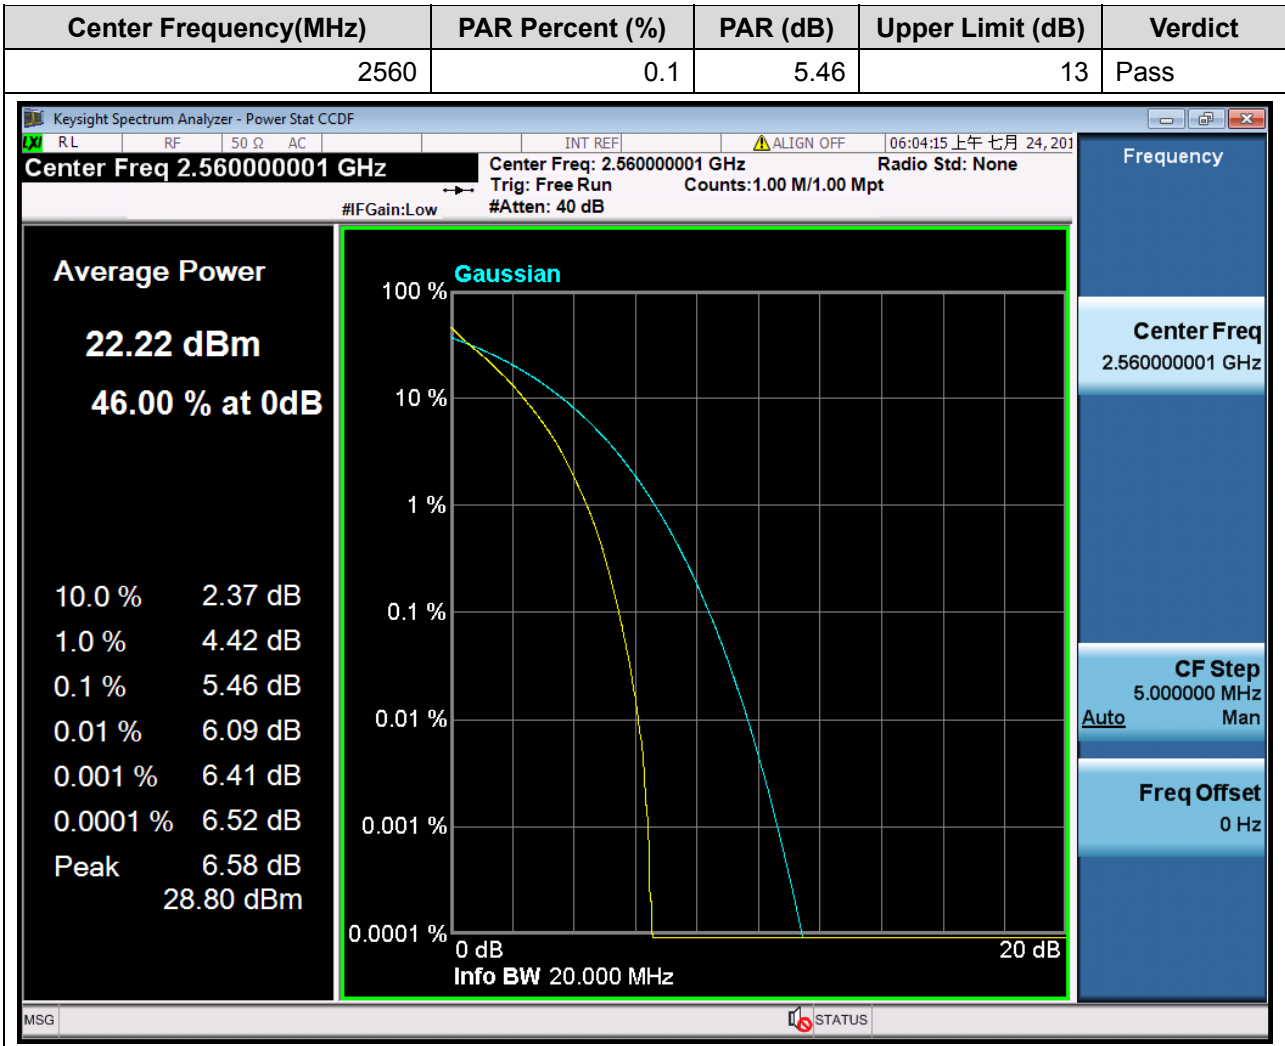 Center Frequency(MHz) PAR Percent (%) PAR (dB) Upper Limit (dB) Verdict
2560 0.1 5.46 13 Pass
Keysight Spectrum Analyzer - Power Stat CCDF
LXI RL RF 50 Ω AC INT REF ALIGN OFF 06:04:15 上午 七月 24, 201
Center Freq 2.560000001 GHz
Center Freq: 2.560000001 GHz Radio Std: None
Trig: Free Run Counts:1.00 M/1.00 Mpt
#IFGain:Low #Atten: 40 dB
Average Power
22.22 dBm
46.00 % at 0dB
10.0 % 2.37 dB
1.0 % 4.42 dB
0.1 % 5.46 dB
0.01 % 6.09 dB
0.001 % 6.41 dB
0.0001 % 6.52 dB
Peak 6.58 dB
28.80 dBm
Gaussian
100 %
10 %
1 %
0.1 %
0.01 %
0.001 %
0.0001 %
0 dB 20 dB
Info BW 20.000 MHz
Frequency
Center Freq
2.560000001 GHz
CF Step
5.000000 MHz
Auto Man
Freq Offset
0 Hz
MSG STATUS